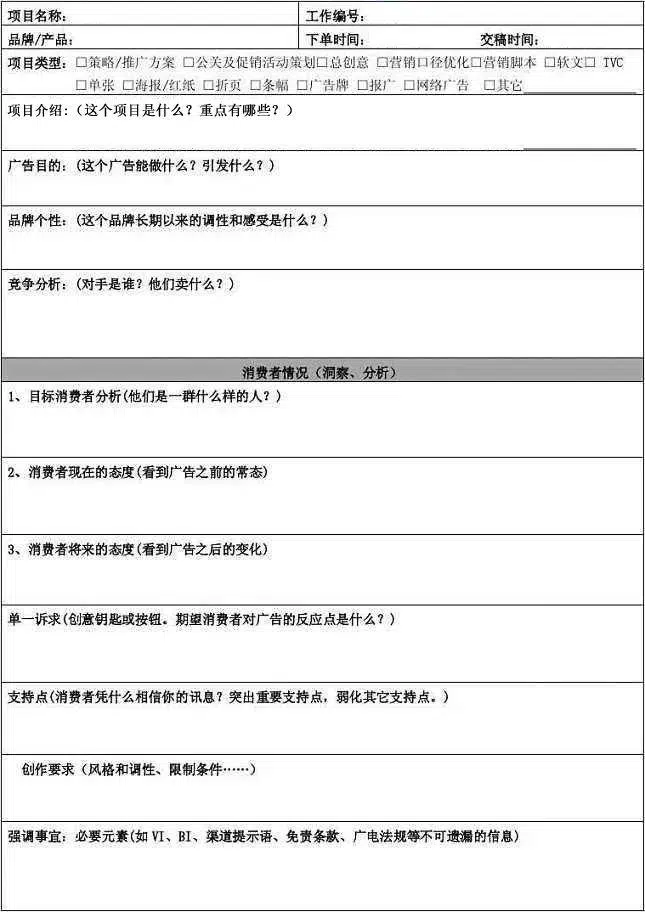 项目名称： 工作编号：
品牌/产品： 下单时间： 交稿时间：
项目类型：□策略/推广方案 □公关及促销活动策划□总创意 □营销口径优化□营销脚本 □软文□ TVC
□单张 □海报/红纸 □折页 □条幅 □广告牌 □报广 □网络广告 □其它
项目介绍：（这个项目是什么？重点有哪些？）
广告目的：(这个广告能做什么？引发什么？)
品牌个性：(这个品牌长期以来的调性和感受是什么？)
竞争分析：(对手是谁？他们卖什么？)
消费者情况（洞察、分析）
1、目标消费者分析(他们是一群什么样的人？)
2、消费者现在的态度(看到广告之前的常态)
3、消费者将来的态度(看到广告之后的变化)
单一诉求(创意钥匙或按钮。期望消费者对广告的反应点是什么？)
支持点(消费者凭什么相信你的讯息？突出重要支持点，弱化其它支持点。)
创作要求（风格和调性、限制条件……）
强调事宜：必要元素(如 VI、BI、渠道提示语、免责条款、广电法规等不可遗漏的信息)